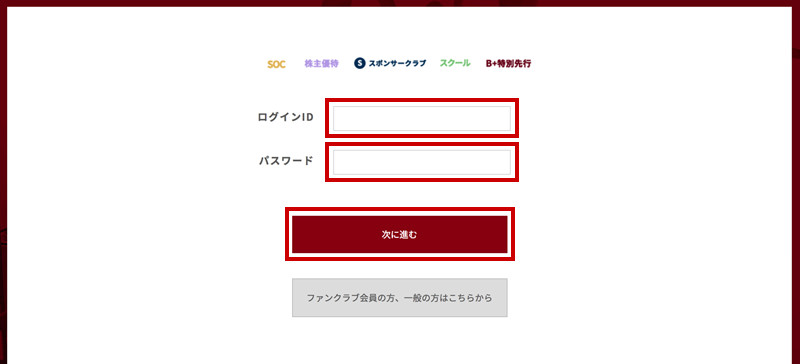 SOC 株主優待 S スポンサークラブ スクール B+特別先行
ログインID
パスワード
次に進む
ファンクラブ会員の方、一般の方はこちらから